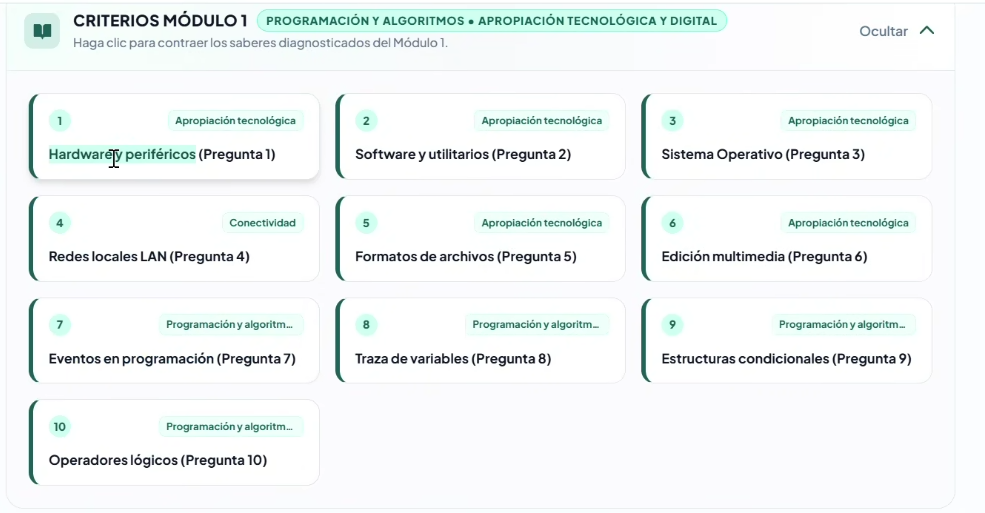 CRITERIOS MÓDULO 1
PROGRAMACIÓN Y ALGORITMOS • APROPIACIÓN TECNOLÓGICA Y DIGITAL
Haga clic para contraer los saberes diagnosticados del Módulo 1.
Ocultar
1
Apropiación tecnológica
Hardware y periféricos (Pregunta 1)
2
Apropiación tecnológica
Software y utilitarios (Pregunta 2)
3
Apropiación tecnológica
Sistema Operativo (Pregunta 3)
4
Conectividad
Redes locales LAN (Pregunta 4)
5
Apropiación tecnológica
Formatos de archivos (Pregunta 5)
6
Apropiación tecnológica
Edición multimedia (Pregunta 6)
7
Programación y algoritm...
Eventos en programación (Pregunta 7)
8
Programación y algoritm...
Traza de variables (Pregunta 8)
9
Programación y algoritm...
Estructuras condicionales (Pregunta 9)
10
Programación y algoritm...
Operadores lógicos (Pregunta 10)